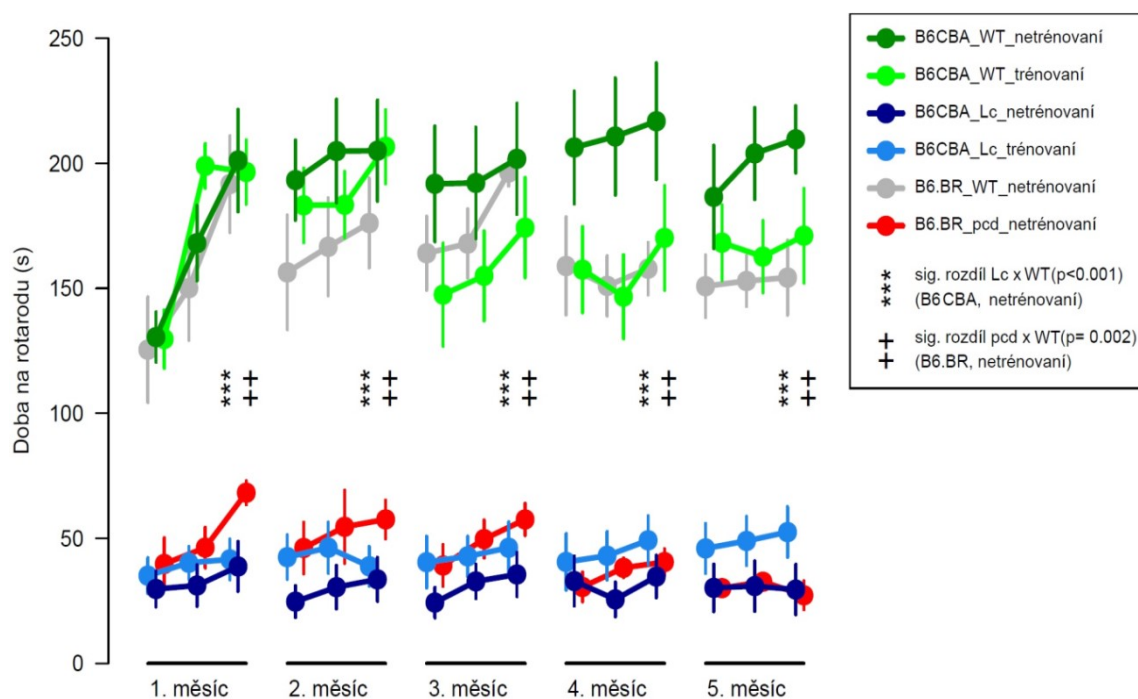 Doba na rotarodu (s)
250
200
150
100
50
0
*** ++
*** ++
*** ++
*** ++
*** ++
1. měsíc
2. měsíc
3. měsíc
4. měsíc
5. měsíc
B6CBA_WT_netrénovaní
B6CBA_WT_trénovaní
B6CBA_Lc_netrénovaní
B6CBA_Lc_trénovaní
B6.BR_WT_netrénovaní
B6.BR_pcd_netrénovaní
*** sig. rozdíl Lc x WT(p<0.001)
(B6CBA, netrénovaní)
++ sig. rozdíl pcd x WT(p= 0.002)
(B6.BR, netrénovaní)